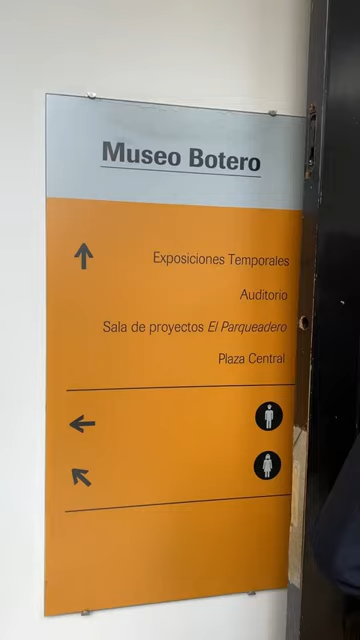 Museo Botero
Exposiciones Temporales
Auditorio
Sala de proyectos El Parqueadero
Plaza Central